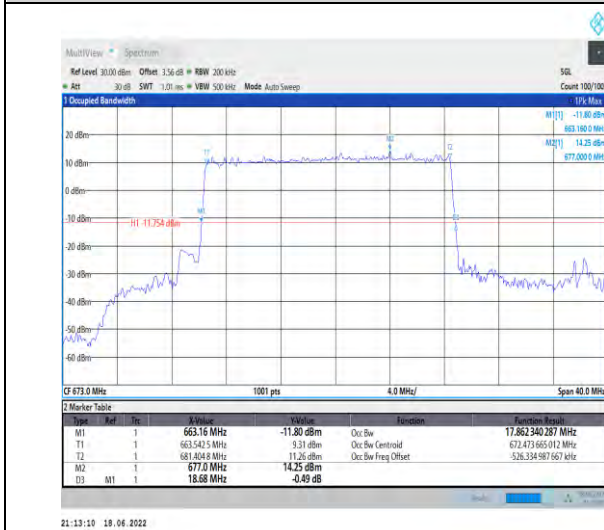 MultiView Spectrum
Ref Level 30.00 dBm Offset 3.56 dB RBW 200 kHz SGL
Att 30 dB SWT 1.01 ms VBW 500 kHz Mode Auto Sweep Count 100/100
1 Occupied Bandwidth 1Pk Max
M1[1] -11.80 dBm
663.160 0 MHz
M2[1] 14.25 dBm
677.000 0 MHz
20 dBm
M2
T1 T2
10 dBm
0 dBm
M1
-10 dBm
H1 -11.754 dBm
-20 dBm
-30 dBm
-40 dBm
-50 dBm
-60 dBm
CF 673.0 MHz 1001 pts 4.0 MHz/ Span 40.0 MHz
2 Marker Table
Type Ref Trc X-Value Y-Value Function Function Result
M1 1 663.16 MHz -11.80 dBm Occ Bw 17.862 340 287 MHz
T1 1 663.542 5 MHz 9.31 dBm Occ Bw Centroid 672.473 665 012 MHz
T2 1 681.404 8 MHz 11.26 dBm Occ Bw Freq Offset -526.334 987 667 kHz
M2 1 677.0 MHz 14.25 dBm
D3 M1 1 18.68 MHz -0.49 dB
21:13:10 18.06.2022